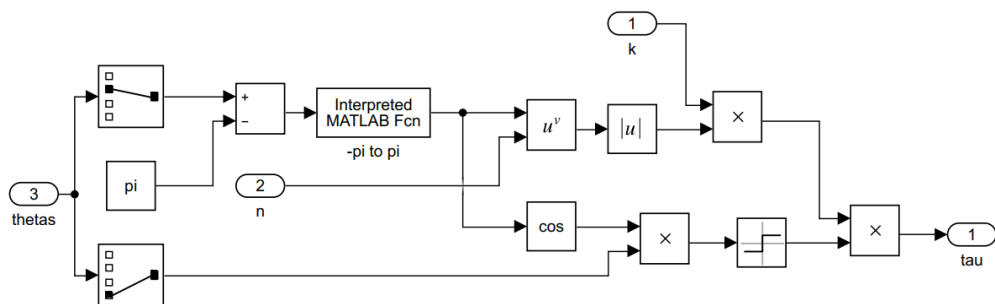 1
k
+
−
Interpreted
MATLAB Fcn
-pi to pi
u^v
|u|
×
pi
3
thetas
2
n
cos
×
×
1
tau